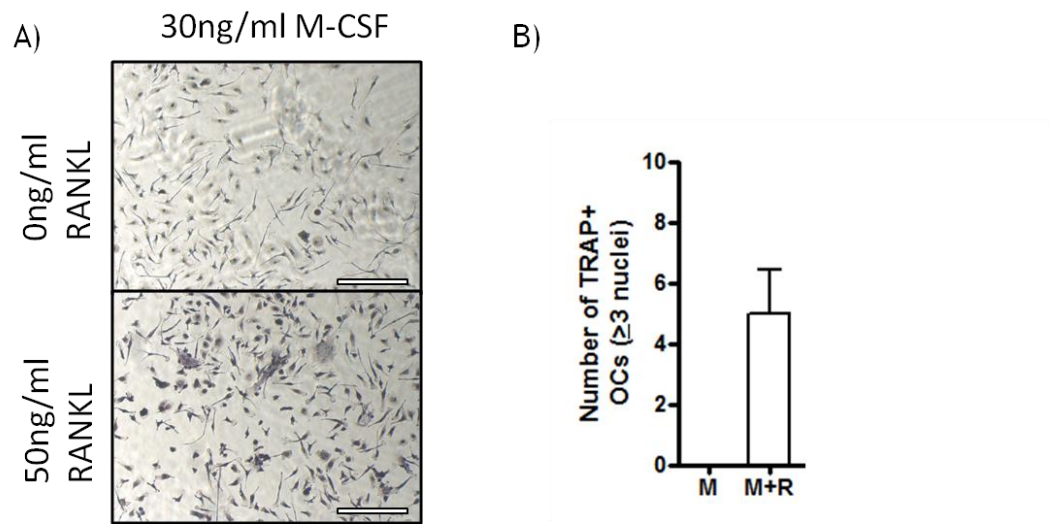 A)
30ng/ml M-CSF
0ng/ml
RANKL
50ng/ml
RANKL
B)
Number of TRAP+
OCs (≥3 nuclei)
10
8
6
4
2
0
M
M+R